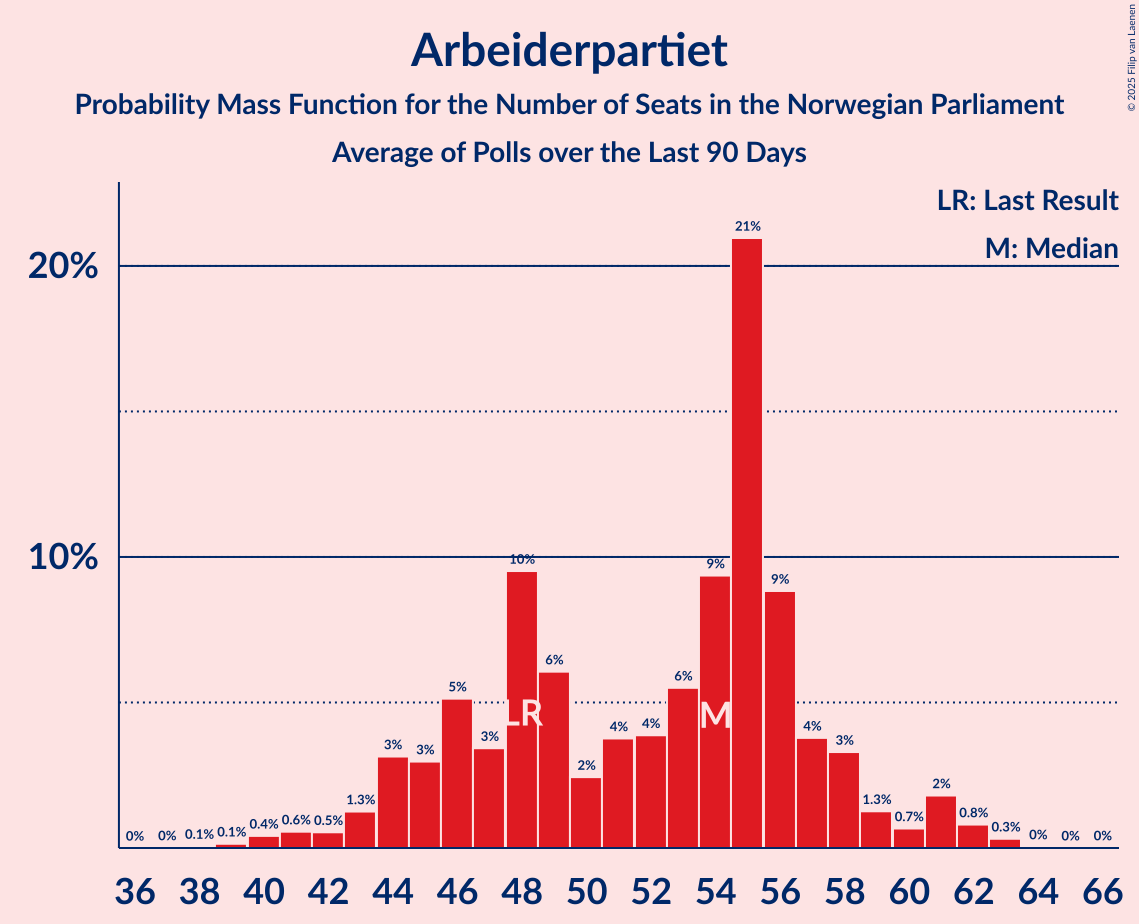 Arbeiderpartiet
Probability Mass Function for the Number of Seats in the Norwegian Parliament
Average of Polls over the Last 90 Days
© 2025 Filip van Laenen
LR: Last Result
M: Median
20%
10%
0% 0% 0.1% 0.1% 0.4% 0.6% 0.5% 1.3% 3% 3% 5% 3% 10% 6% 2% 4% 4% 6% 9% 21% 9% 4% 3% 1.3% 0.7% 2% 0.8% 0.3% 0% 0% 0%
LR M
36 38 40 42 44 46 48 50 52 54 56 58 60 62 64 66